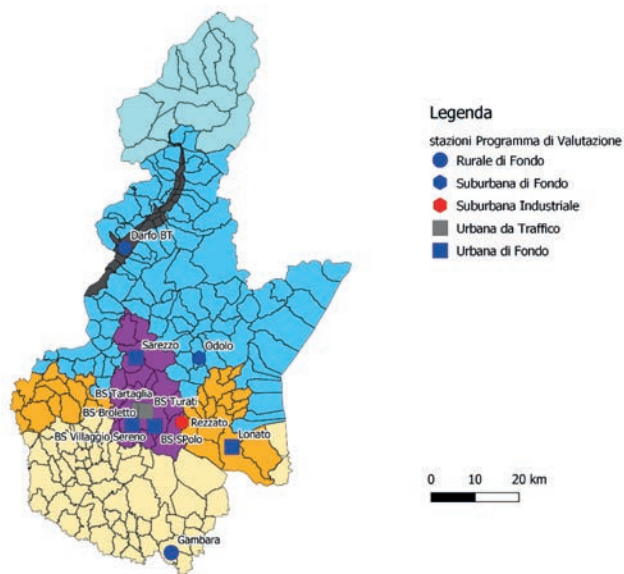 Legenda
stazioni Programma di Valutazione
Rurale di Fondo
Suburbana di Fondo
Suburbana Industriale
Urbana da Traffico
Urbana di Fondo
Darfo BT
Sarezzo
Odolo
BS Tartaglia
BS Turati
BS Broletto
Rezzato
BS Villaggio Sereno
BS SPolo
Lonato
Gambara
0 10 20 km